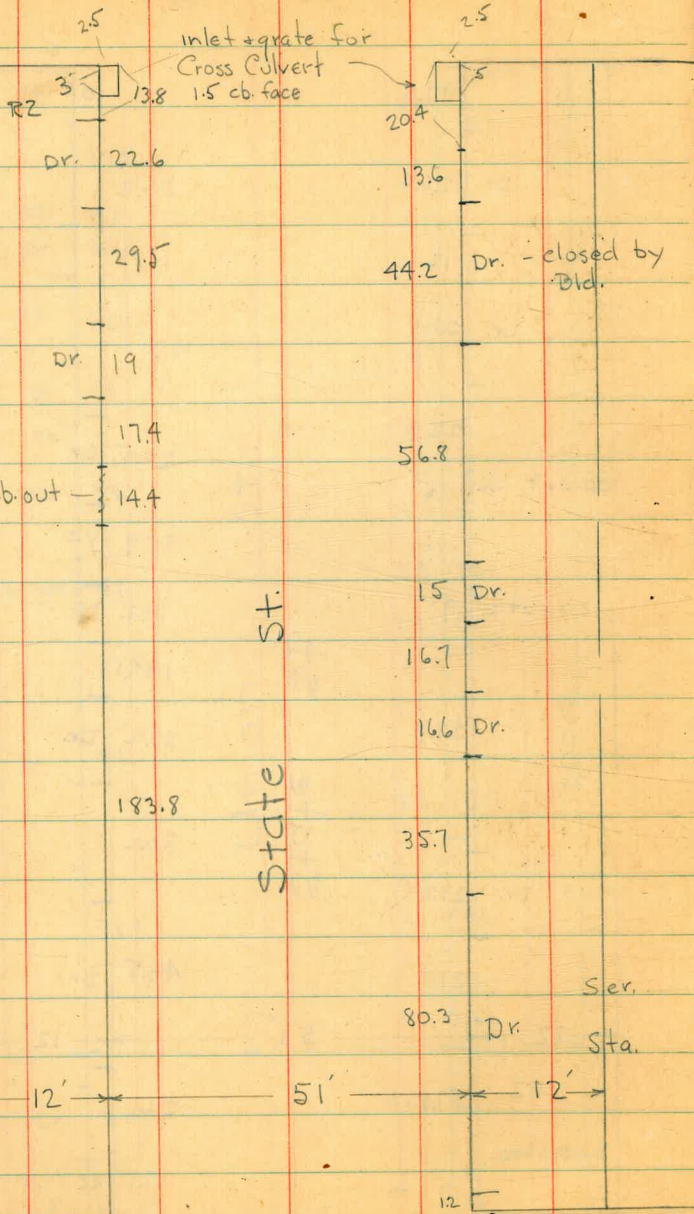 2.5
2.5
inlet + grate for
Cross Culvert
1.5 cb. face
3'
13.8
5
R2
20.4
Dr. 22.6
13.6
29.5
44.2 Dr. - closed by
Bld.
Dr. 19
17.4
56.8
b. out 14.4
15 Dr.
State St.
16.7
16.6 Dr.
183.8
35.7
Ser.
Sta.
80.3 Dr.
12' 51' 12'
1.2